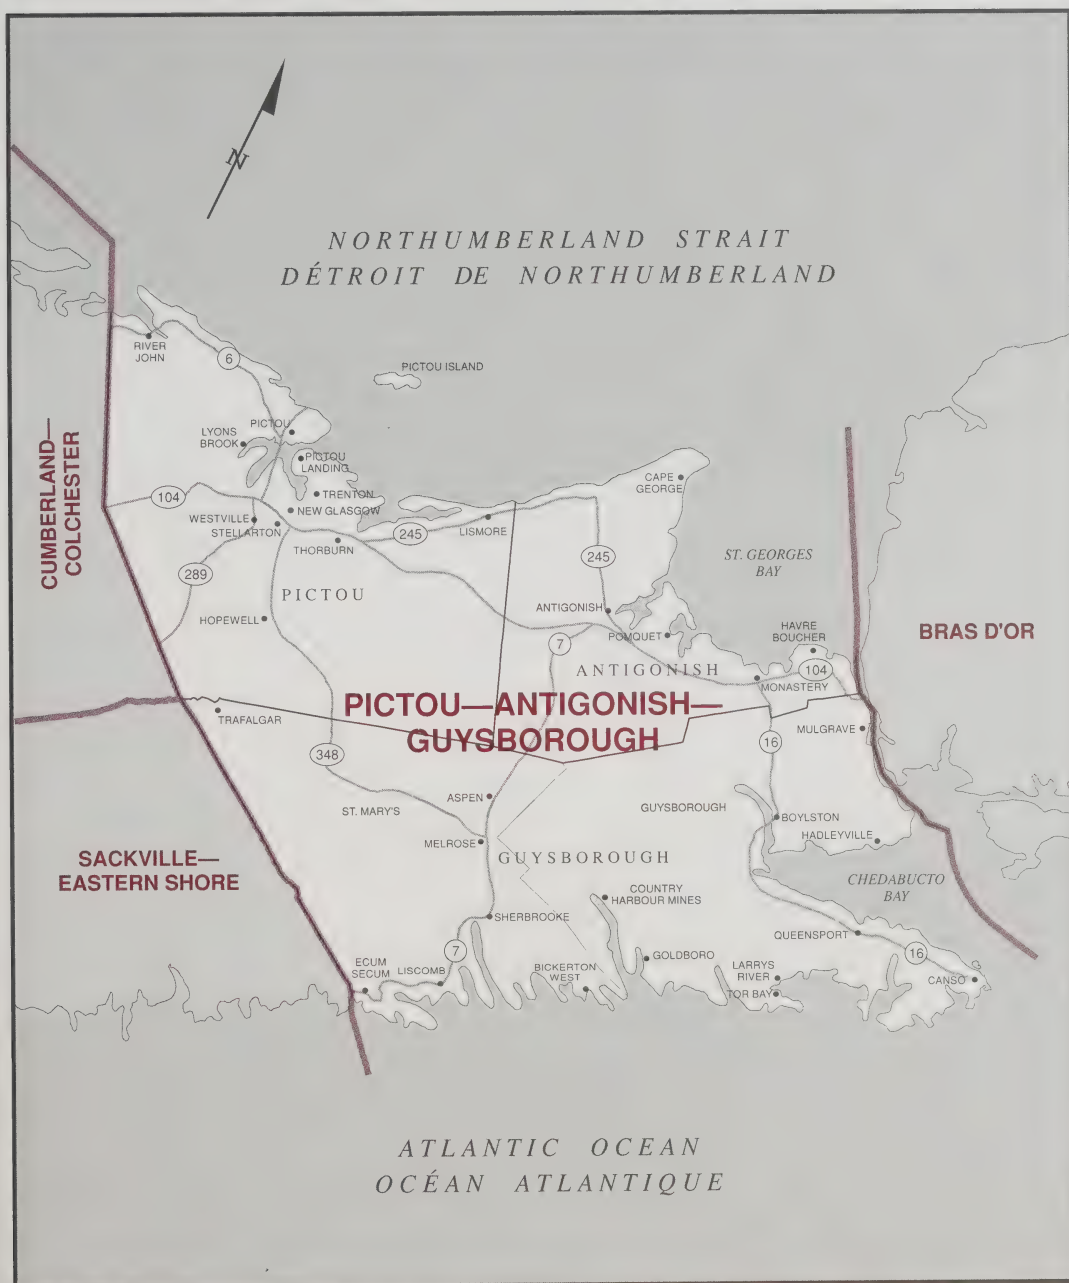 N
NORTHUMBERLAND STRAIT
DÉTROIT DE NORTHUMBERLAND
RIVER
JOHN
6
PICTOU ISLAND
CUMBERLAND—
COLCHESTER
LYONS
BROOK
PICTOU
PICTOU
LANDING
TRENTON
NEW GLASGOW
104
WESTVILLE
STELLARTON
THORBURN
245
LISMORE
CAPE
GEORGE
245
ST. GEORGES
BAY
289
PICTOU
HOPEWELL
ANTIGONISH
POMQUET
7
HAVRE
BOUCHER
BRAS D'OR
ANTIGONISH
104
MONASTERY
PICTOU—ANTIGONISH—
GUYSBOROUGH
TRAFALGAR
348
16
MULGRAVE
ASPEN
ST. MARY'S
GUYSBOROUGH
BOYLSTON
HADLEYVILLE
MELROSE
GUYSBOROUGH
SACKVILLE—
EASTERN SHORE
CHEDABUCTO
BAY
COUNTRY
HARBOUR MINES
SHERBROOKE
QUEENSPORT
16
7
ECUM
SECUM
LISCOMB
BICKERTON
WEST
GOLDBORO
LARRYS
RIVER
TOR BAY
CANSO
ATLANTIC OCEAN
OCÉAN ATLANTIQUE